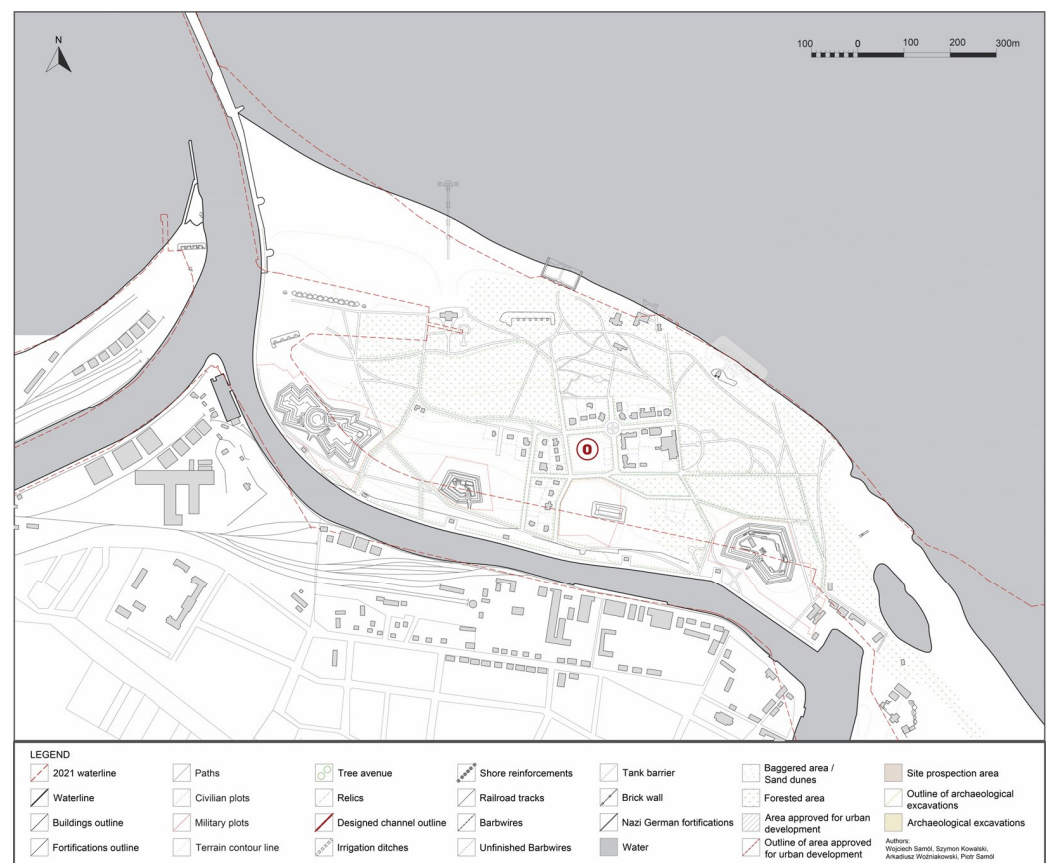 N
100 0 100 200 300m
0
LEGEND
2021 waterline
Waterline
Buildings outline
Fortifications outline
Paths
Civilian plots
Military plots
Terrain contour line
Tree avenue
Relics
Designed channel outline
Irrigation ditches
Shore reinforcements
Railroad tracks
Barbwires
Unfinished Barbwires
Tank barrier
Brick wall
Nazi German fortifications
Water
Baggered area /
Sand dunes
Forested area
Area approved for urban
development
Outline of area approved
for urban development
Site prospection area
Outline of archaeological
excavations
Archaeological excavations
Authors:
Wojciech Samól, Szymon Kowalski,
Arkadiusz Woźniakowski, Piotr Samól